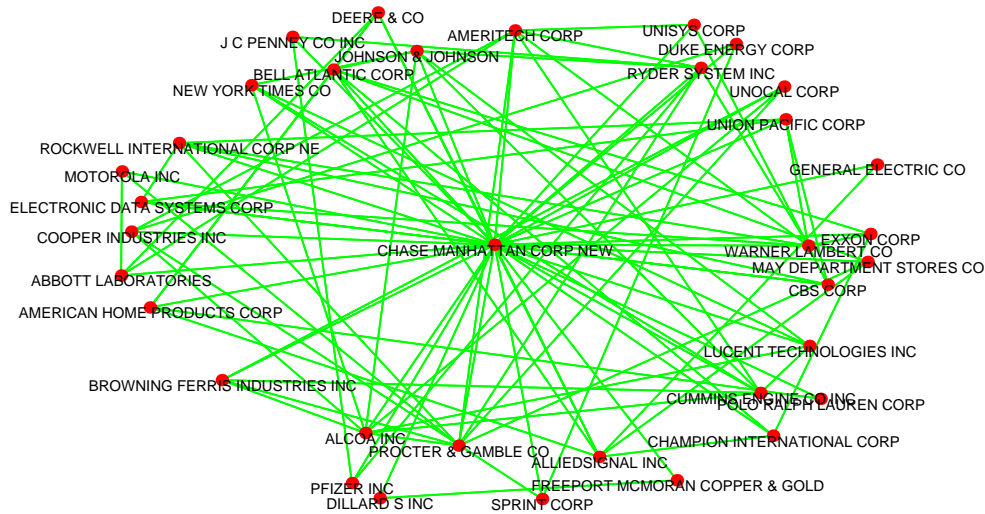 DEERE & CO
J C PENNEY CO INC
AMERITECH CORP
UNISYS CORP
DUKE ENERGY CORP
JOHNSON & JOHNSON
BELL ATLANTIC CORP
RYDER SYSTEM INC
NEW YORK TIMES CO
UNOCAL CORP
UNION PACIFIC CORP
ROCKWELL INTERNATIONAL CORP NE
GENERAL ELECTRIC CO
MOTOROLA INC
ELECTRONIC DATA SYSTEMS CORP
COOPER INDUSTRIES INC
EXXON CORP
CHASE MANHATTAN CORP NEW
WARNER LAMBERT CO
MAY DEPARTMENT STORES CO
ABBOTT LABORATORIES
CBS CORP
AMERICAN HOME PRODUCTS CORP
LUCENT TECHNOLOGIES INC
BROWNING FERRIS INDUSTRIES INC
CUMMINS ENGINE CO INC
POLO RALPH LAUREN CORP
ALCOA INC
CHAMPION INTERNATIONAL CORP
PROCTER & GAMBLE CO
ALLIEDSIGNAL INC
PFIZER INC
FREEPORT MCMORAN COPPER & GOLD
DILLARD S INC
SPRINT CORP